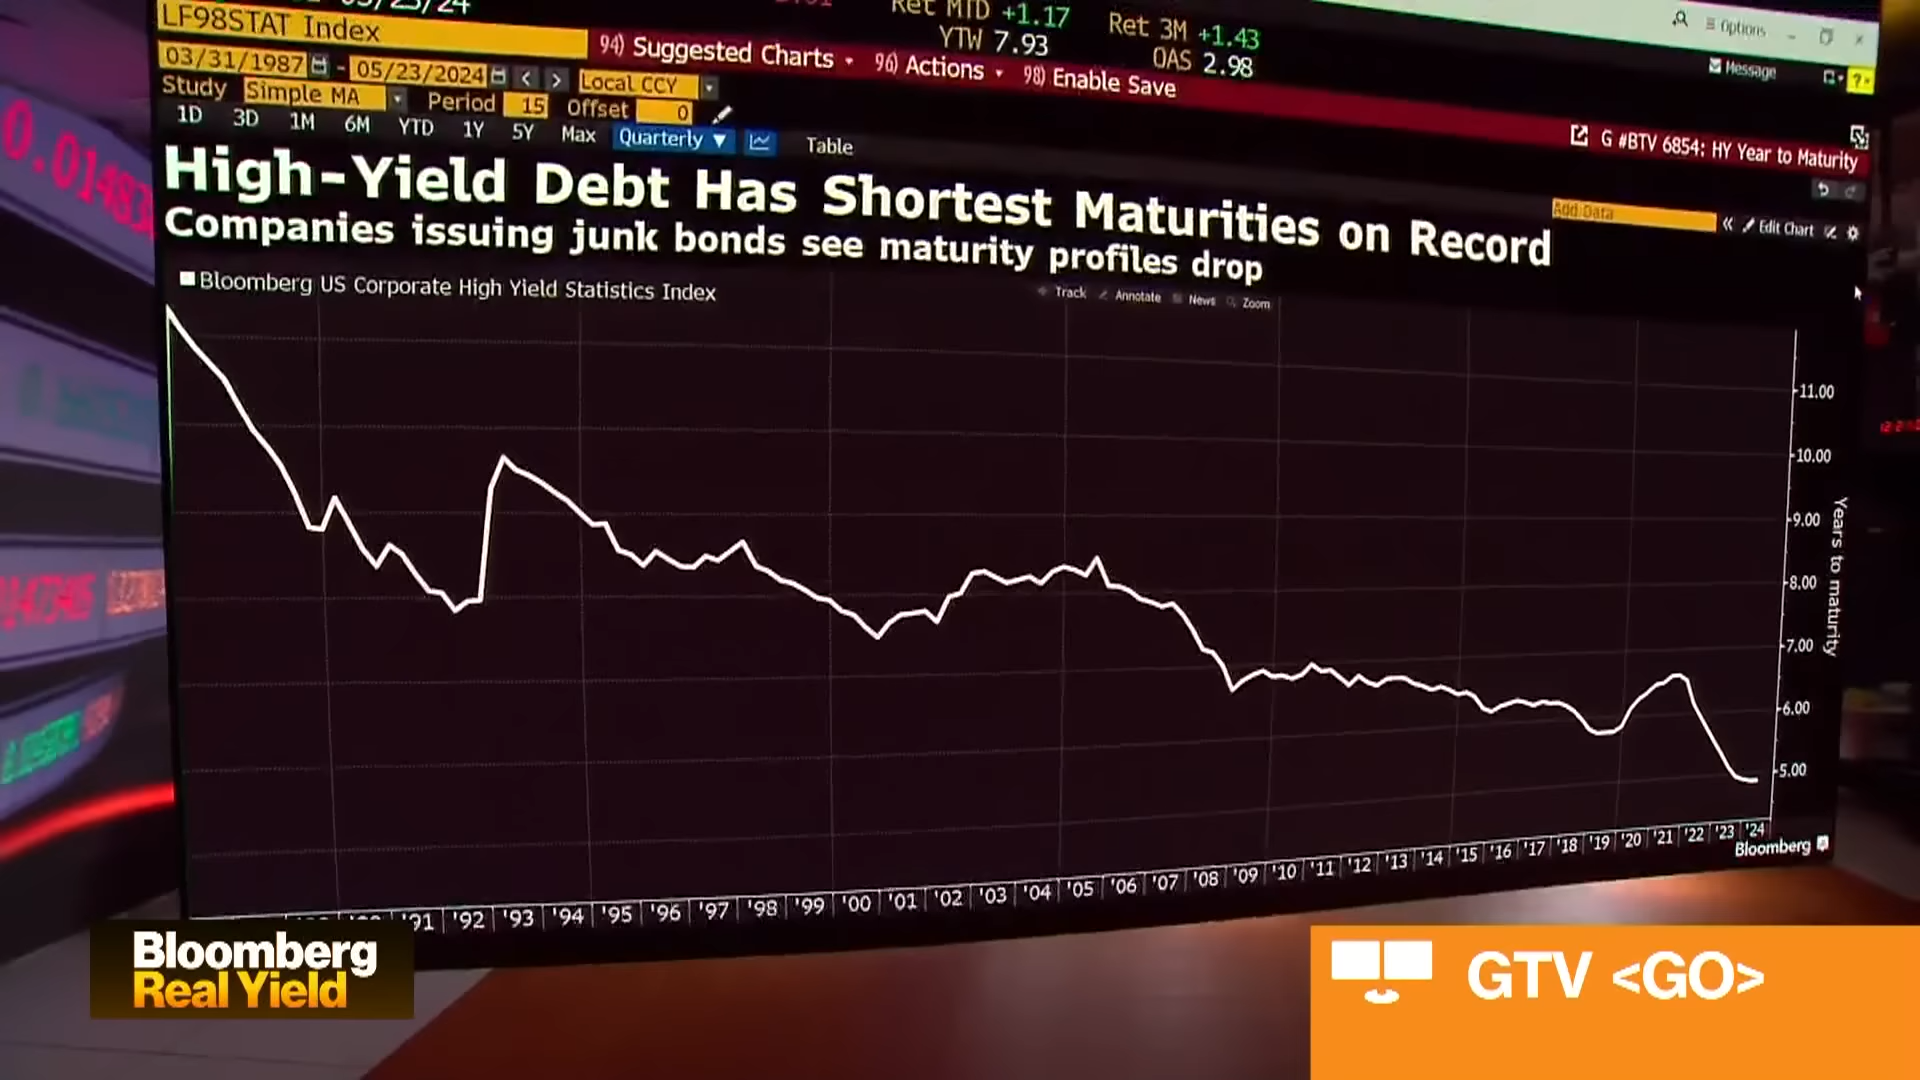 LF98STAT Index
Ret MTD +1.17
Ret 3M +1.43
YTW 7.93
OAS 2.98
Options
03/31/1987 - 05/23/2024
94) Suggested Charts
96) Actions
98) Enable Save
Message
?
Local CCY
Study Simple MA Period 15 Offset 0
1D 3D 1M 6M YTD 1Y 5Y Max Quarterly ▼ Table
G #BTV 6854: HY Year to Maturity
High-Yield Debt Has Shortest Maturities on Record
Companies issuing junk bonds see maturity profiles drop
Add Data
« Edit Chart
Bloomberg US Corporate High Yield Statistics Index
Track Annotate News Zoom
11.00
10.00
9.00
8.00
7.00
6.00
5.00
Years to maturity
'91 '92 '93 '94 '95 '96 '97 '98 '99 '00 '01 '02 '03 '04 '05 '06 '07 '08 '09 '10 '11 '12 '13 '14 '15 '16 '17 '18 '19 '20 '21 '22 '23 '24
Bloomberg
Bloomberg
Real Yield
GTV <GO>